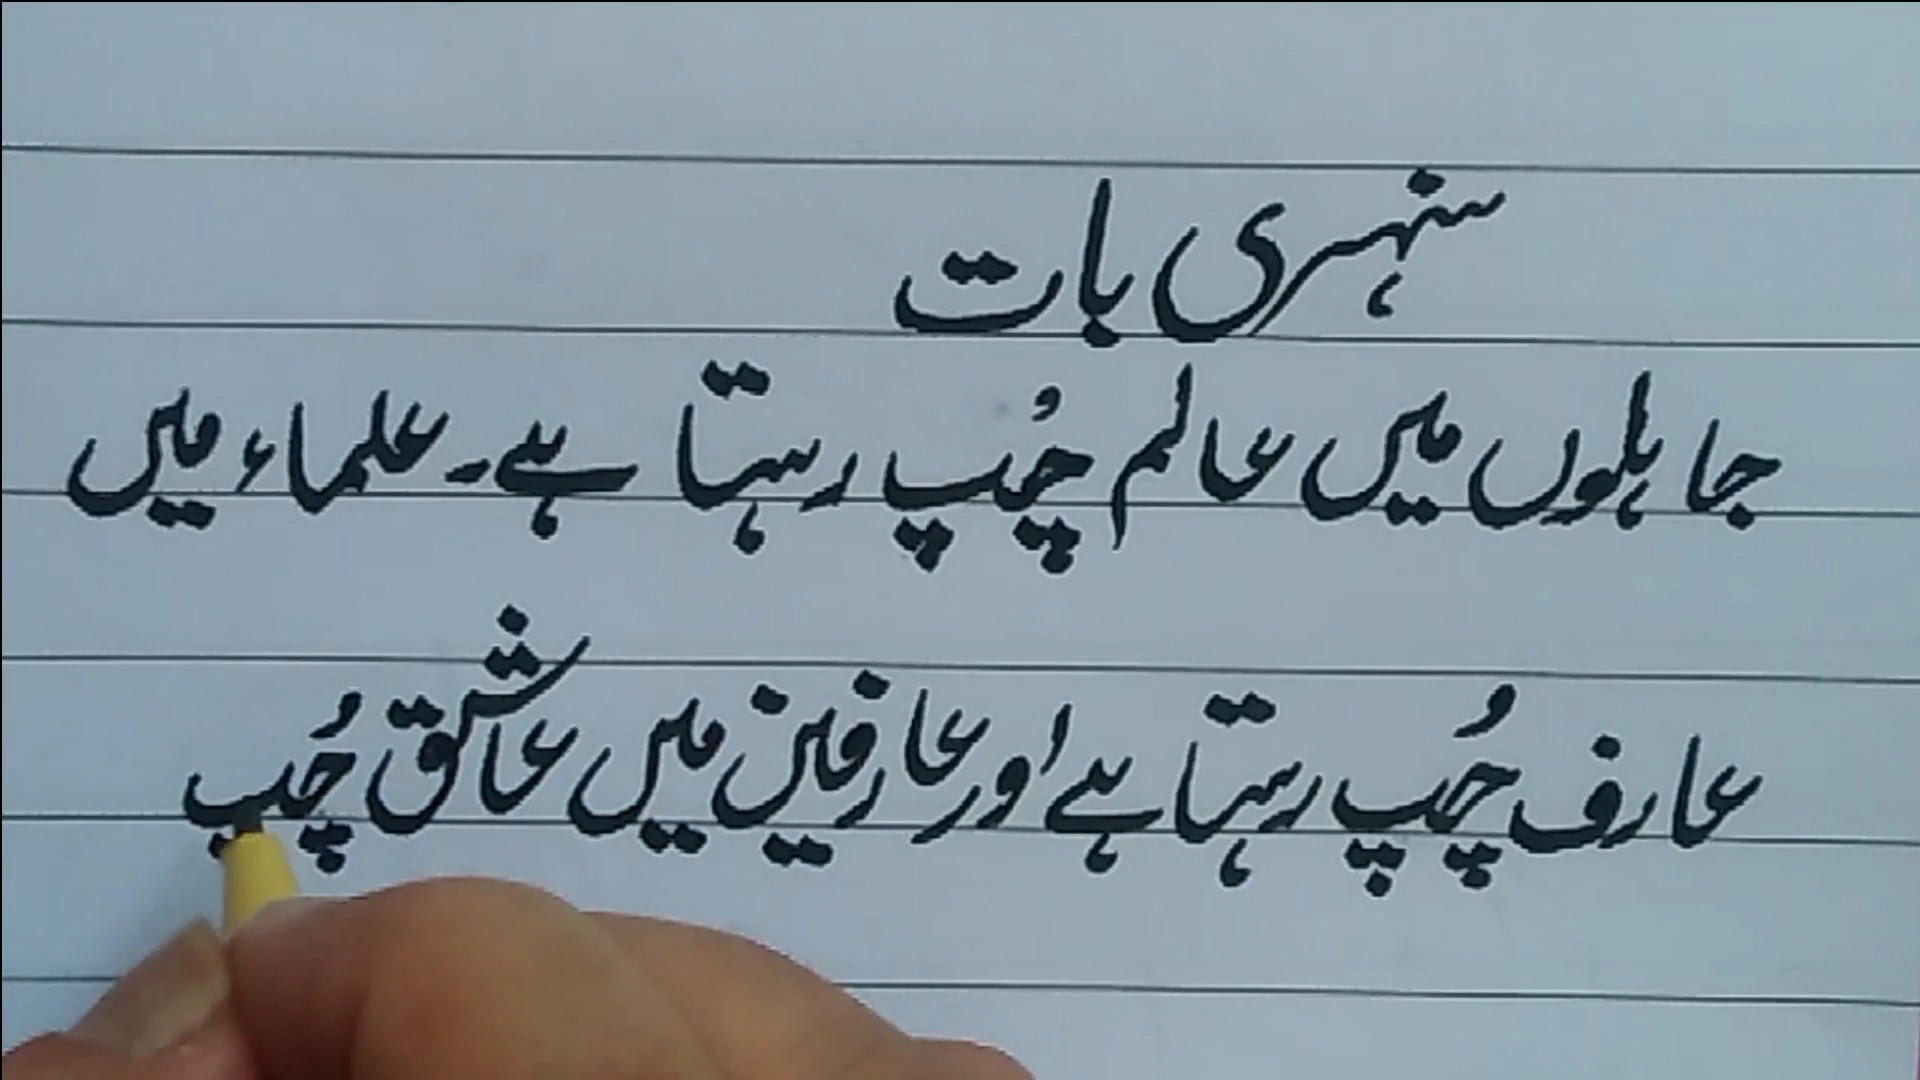 سنہری بات
جاہلوں میں عالم چُپ رہتا ہے۔ علماء میں
عارف چُپ رہتا ہے اور عارفین میں عاشق چُپ